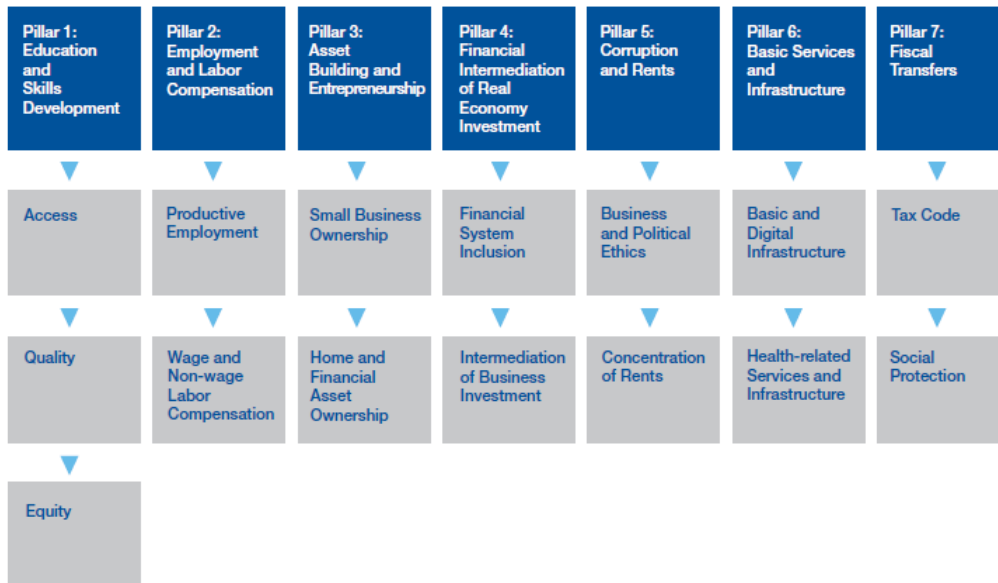 Pillar 1:
Education
and
Skills
Development
Pillar 2:
Employment
and Labor
Compensation
Pillar 3:
Asset
Building and
Entrepreneurship
Pillar 4:
Financial
Intermediation
of Real
Economy
Investment
Pillar 5:
Corruption
and Rents
Pillar 6:
Basic Services
and
Infrastructure
Pillar 7:
Fiscal
Transfers
Access
Productive
Employment
Small Business
Ownership
Financial
System
Inclusion
Business
and Political
Ethics
Basic and
Digital
Infrastructure
Tax Code
Quality
Wage and
Non-wage
Labor
Compensation
Home and
Financial
Asset
Ownership
Intermediation
of Business
Investment
Concentration
of Rents
Health-related
Services and
Infrastructure
Social
Protection
Equity